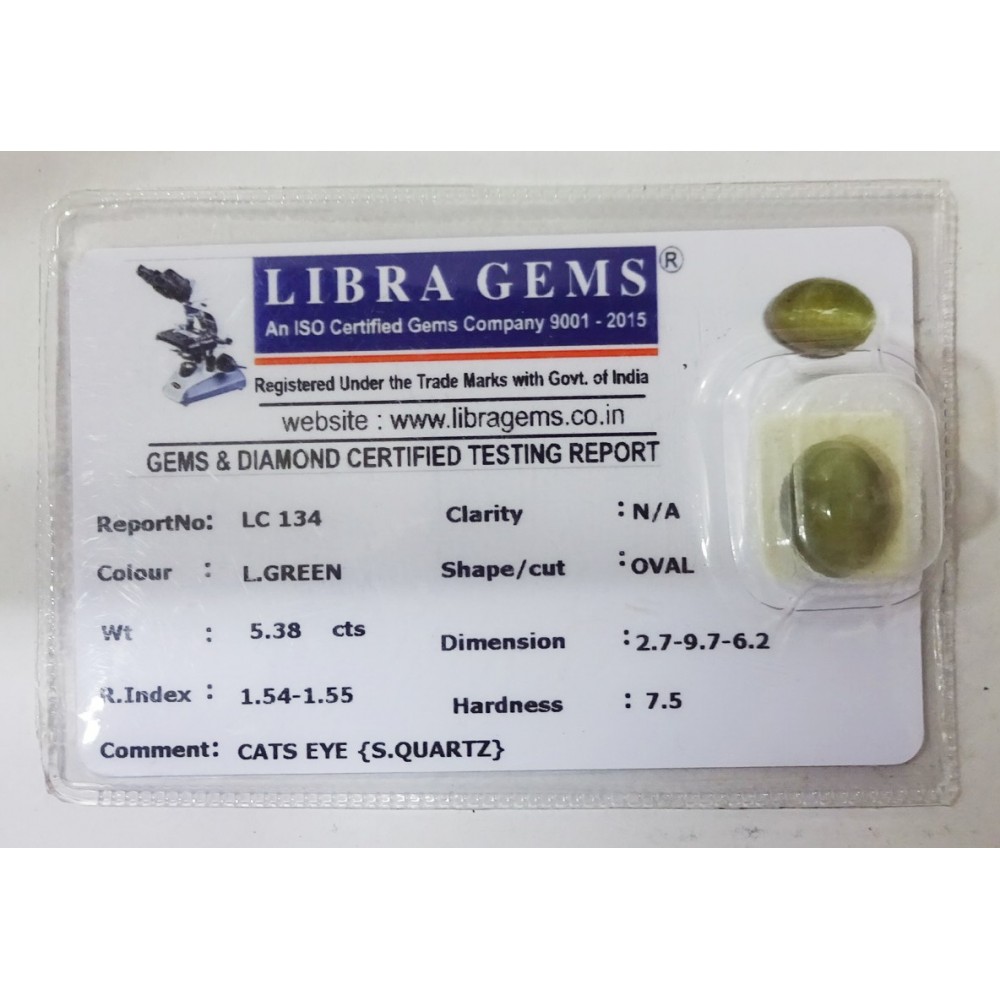 LIBRA GEMS ®
An ISO Certified Gems Company 9001 - 2015
Registered Under the Trade Marks with Govt. of India
website : www.libragems.co.in
GEMS & DIAMOND CERTIFIED TESTING REPORT
ReportNo: LC 134 Clarity : N/A
Colour : L.GREEN Shape/cut : OVAL
Wt : 5.38 cts Dimension : 2.7-9.7-6.2
R.Index : 1.54-1.55 Hardness : 7.5
Comment: CATS EYE {S.QUARTZ}